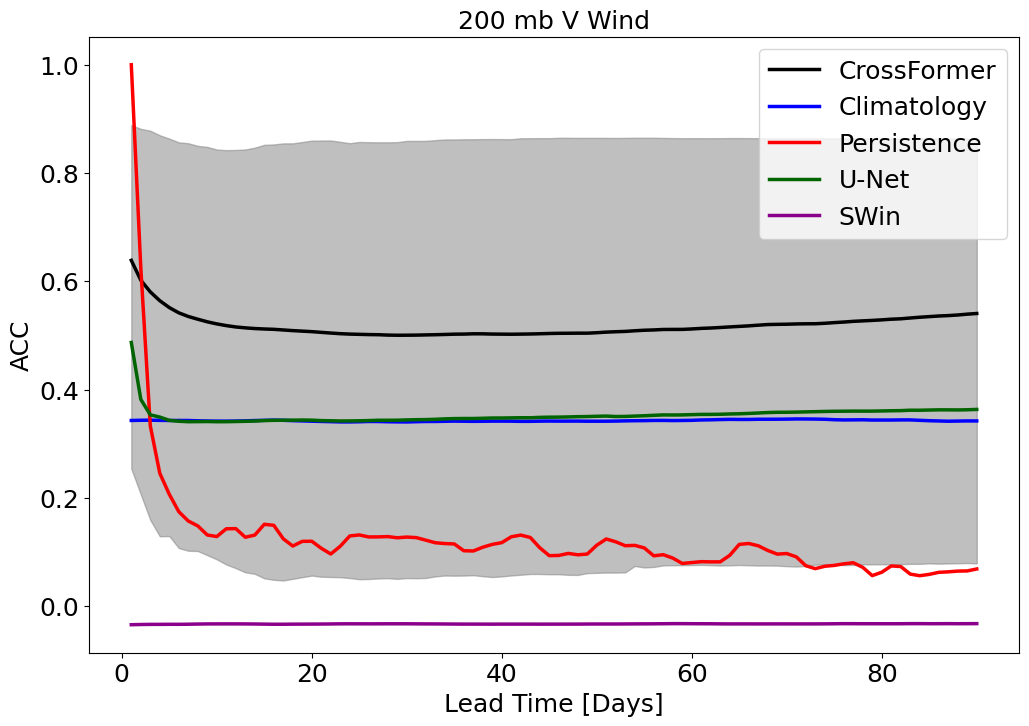 200 mb V Wind
CrossFormer
Climatology
Persistence
U-Net
SWin
ACC
1.0
0.8
0.6
0.4
0.2
0.0
0 20 40 60 80
Lead Time [Days]